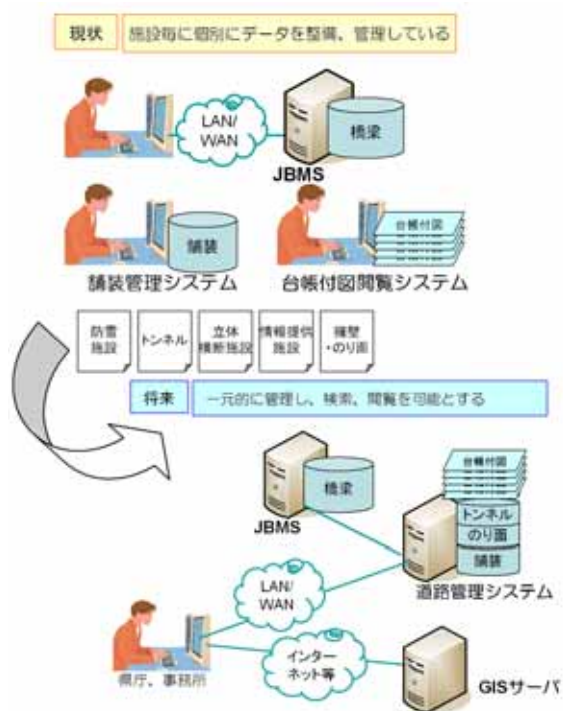 現状
施設毎に個別にデータを整備、管理している
LAN/
WAN
橋梁
JBMS
舗装
台帳付図
舗装管理システム
台帳付図閲覧システム
防雪
施設
トンネル
立体
横断施設
情報提供
施設
擁壁
・のり面
将来
一元的に管理し、検索、閲覧を可能とする
台帳付図
橋梁
JBMS
トンネル
のり面
舗装
道路管理システム
LAN/
WAN
インター
ネット等
県庁、事務所
GISサーバ